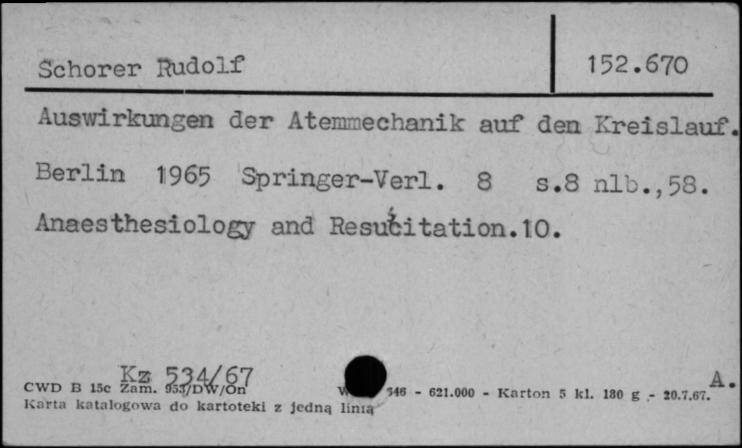 Schorer Rudolf 152.670
Auswirkungen der Atemmechanik auf den Kreislauf.
Berlin 1965 Springer-Verl. 8 s.8 nlb.,58.
Anaesthesiology and Resucitation.10.
Kz 534/67
A.
CWD B 15c Zam. 953/DW/On 346 - 621.000 - Karton 5 kl. 180 g - 20.7.67.
Karta katalogowa do kartoteki z jedną linią